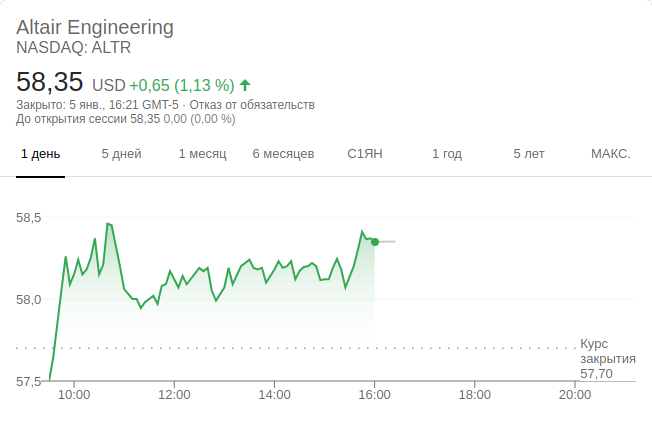 Altair Engineering
NASDAQ: ALTR
58,35 USD +0,65 (1,13 %)
Закрыто: 5 янв., 16:21 GMT-5 · Отказ от обязательств
До открытия сессии 58,35 0,00 (0,00 %)
1 день 5 дней 1 месяц 6 месяцев С1ЯН 1 год 5 лет МАКС.
58,5
58,0
Курс
закрытия
57,70
57,5
10:00 12:00 14:00 16:00 18:00 20:00